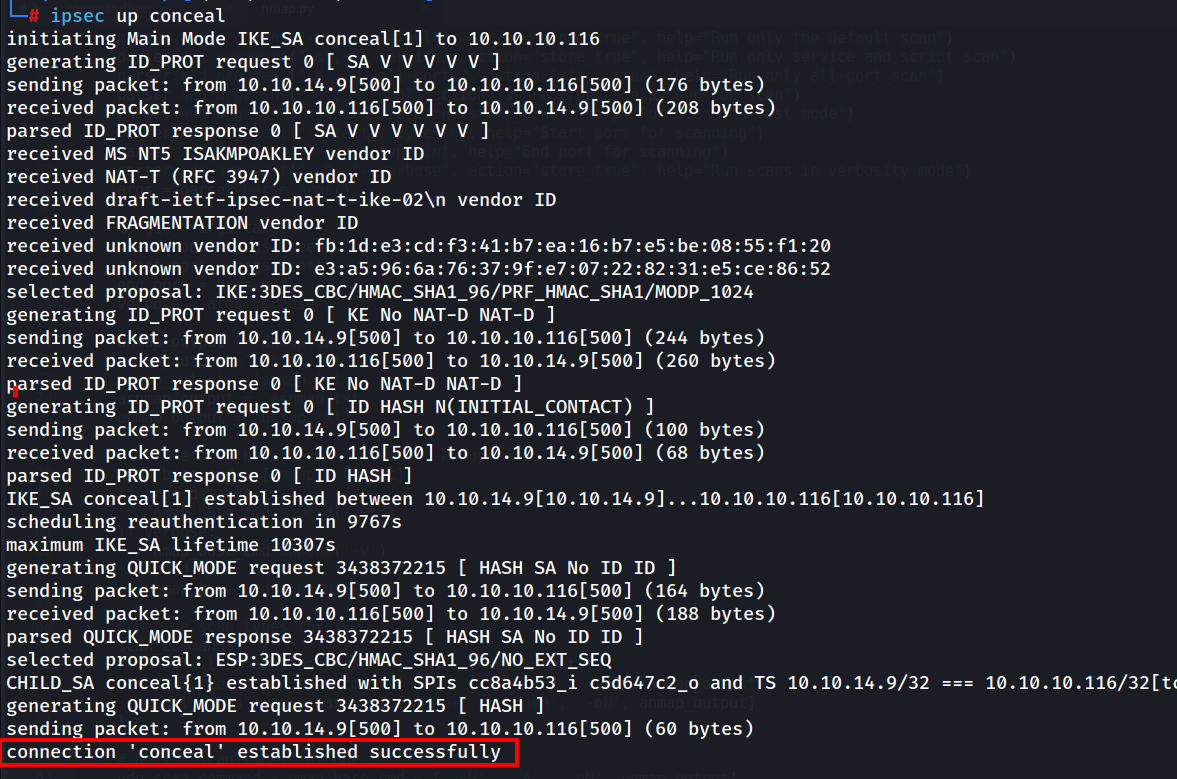 # ipsec up conceal
initiating Main Mode IKE_SA conceal[1] to 10.10.10.116
generating ID_PROT request 0 [ SA V V V V V ]
sending packet: from 10.10.14.9[500] to 10.10.10.116[500] (176 bytes)
received packet: from 10.10.10.116[500] to 10.10.14.9[500] (208 bytes)
parsed ID_PROT response 0 [ SA V V V V V V ]
received MS NT5 ISAKMPOAKLEY vendor ID
received NAT-T (RFC 3947) vendor ID
received draft-ietf-ipsec-nat-t-ike-02\n vendor ID
received FRAGMENTATION vendor ID
received unknown vendor ID: fb:1d:e3:cd:f3:41:b7:ea:16:b7:e5:be:08:55:f1:20
received unknown vendor ID: e3:a5:96:6a:76:37:9f:e7:07:22:82:31:e5:ce:86:52
selected proposal: IKE:3DES_CBC/HMAC_SHA1_96/PRF_HMAC_SHA1/MODP_1024
generating ID_PROT request 0 [ KE No NAT-D NAT-D ]
sending packet: from 10.10.14.9[500] to 10.10.10.116[500] (244 bytes)
received packet: from 10.10.10.116[500] to 10.10.14.9[500] (260 bytes)
parsed ID_PROT response 0 [ KE No NAT-D NAT-D ]
generating ID_PROT request 0 [ ID HASH N(INITIAL_CONTACT) ]
sending packet: from 10.10.14.9[500] to 10.10.10.116[500] (100 bytes)
received packet: from 10.10.10.116[500] to 10.10.14.9[500] (68 bytes)
parsed ID_PROT response 0 [ ID HASH ]
IKE_SA conceal[1] established between 10.10.14.9[10.10.14.9]...10.10.10.116[10.10.10.116]
scheduling reauthentication in 9767s
maximum IKE_SA lifetime 10307s
generating QUICK_MODE request 3438372215 [ HASH SA No ID ID ]
sending packet: from 10.10.14.9[500] to 10.10.10.116[500] (164 bytes)
received packet: from 10.10.10.116[500] to 10.10.14.9[500] (188 bytes)
parsed QUICK_MODE response 3438372215 [ HASH SA No ID ID ]
selected proposal: ESP:3DES_CBC/HMAC_SHA1_96/NO_EXT_SEQ
CHILD_SA conceal{1} established with SPIs cc8a4b53_i c5d647c2_o and TS 10.10.14.9/32 === 10.10.10.116/32[tc
generating QUICK_MODE request 3438372215 [ HASH ]
sending packet: from 10.10.14.9[500] to 10.10.10.116[500] (60 bytes)
connection 'conceal' established successfully